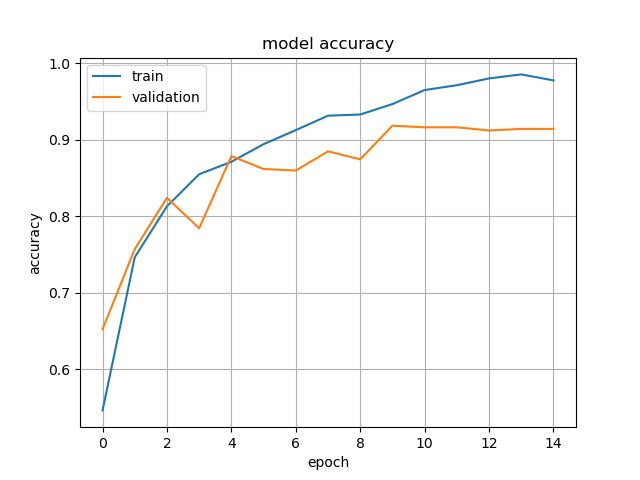 model accuracy
train
validation
1.0
0.9
0.8
0.7
0.6
accuracy
0 2 4 6 8 10 12 14
epoch